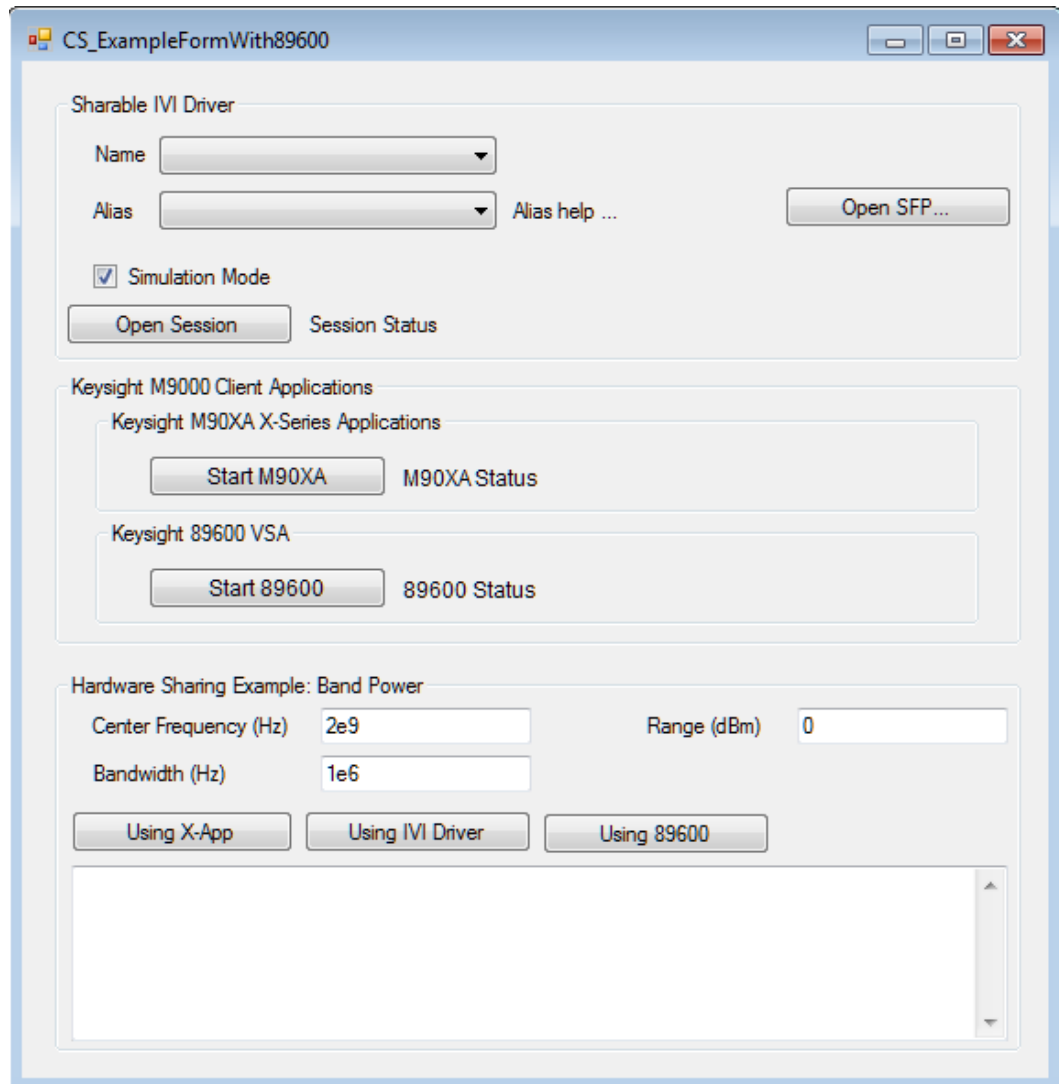 CS_ExampleFormWith89600
Sharable IVI Driver
Name
Alias Alias help ... Open SFP...
Simulation Mode
Open Session Session Status
Keysight M9000 Client Applications
Keysight M90XA X-Series Applications
Start M90XA M90XA Status
Keysight 89600 VSA
Start 89600 89600 Status
Hardware Sharing Example: Band Power
Center Frequency (Hz) 2e9 Range (dBm) 0
Bandwidth (Hz) 1e6
Using X-App Using IVI Driver Using 89600